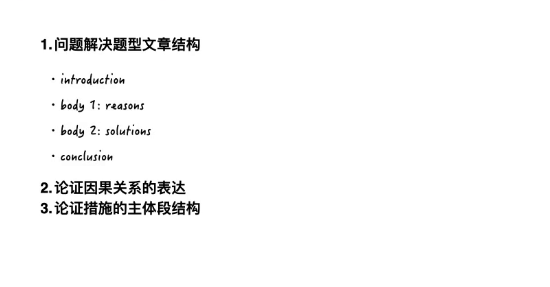 1.问题解决题型文章结构
· introduction
· body 1: reasons
· body 2: solutions
· conclusion
2.论证因果关系的表达
3.论证措施的主体段结构